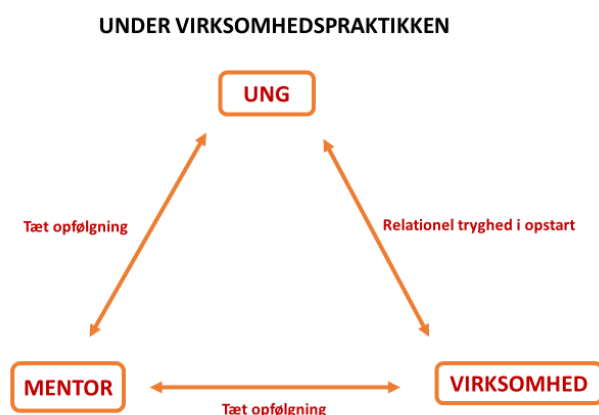 UNDER VIRKSOMHEDSPRAKTIKKEN
UNG
Tæt opfølgning
Relationel tryghed i opstart
MENTOR
VIRKSOMHED
Tæt opfølgning